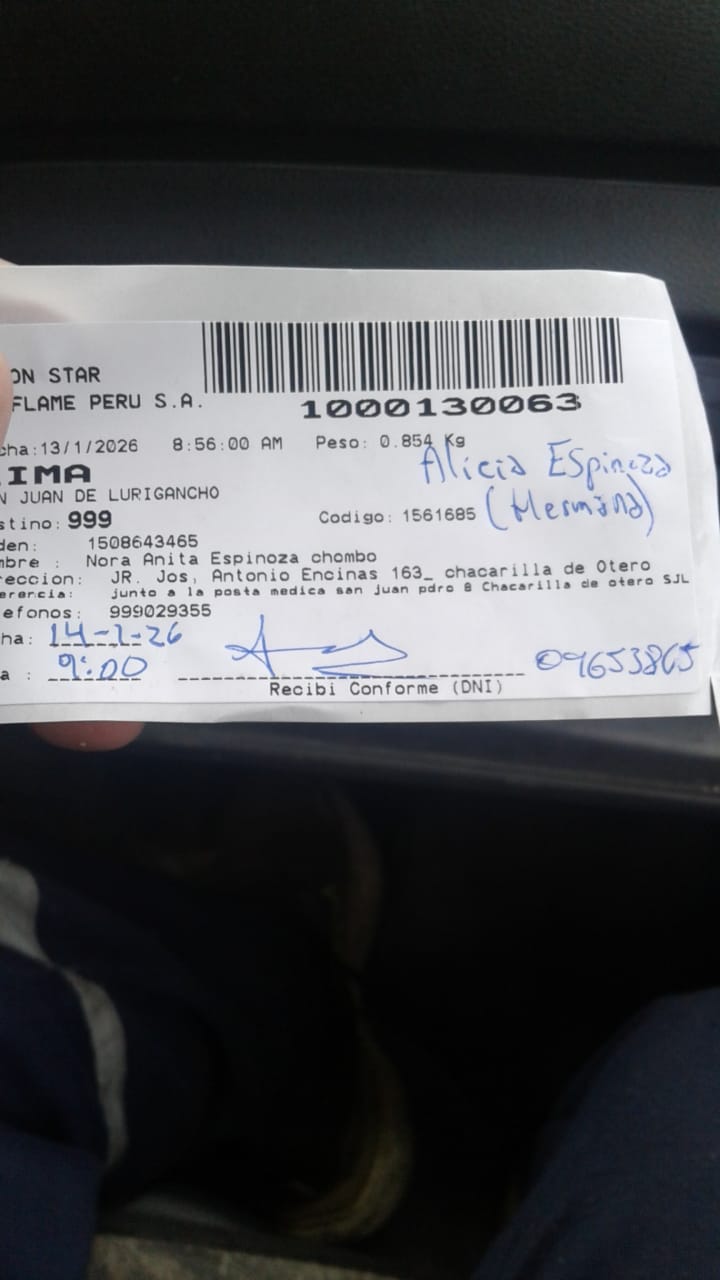 ON STAR
FLAME PERU S.A.
1000130063
cha:13/1/2026 8:56:00 AM Peso: 0.854 Kg
IMA
Alicia Espinoza
N JUAN DE LURIGANCHO
(Hermana)
stino: 999 Codigo: 1561685
den: 1508643465
mbre : Nora Anita Espinoza chombo
reccion: JR. Jos, Antonio Encinas 163_ chacarilla de Otero
erencia: junto a la posta medica san juan pdro 8 Chacarilla de otero SJL
efonos: 999029355
ha: 14-1-26
a : 9:00
09653865
Recibi Conforme (DNI)